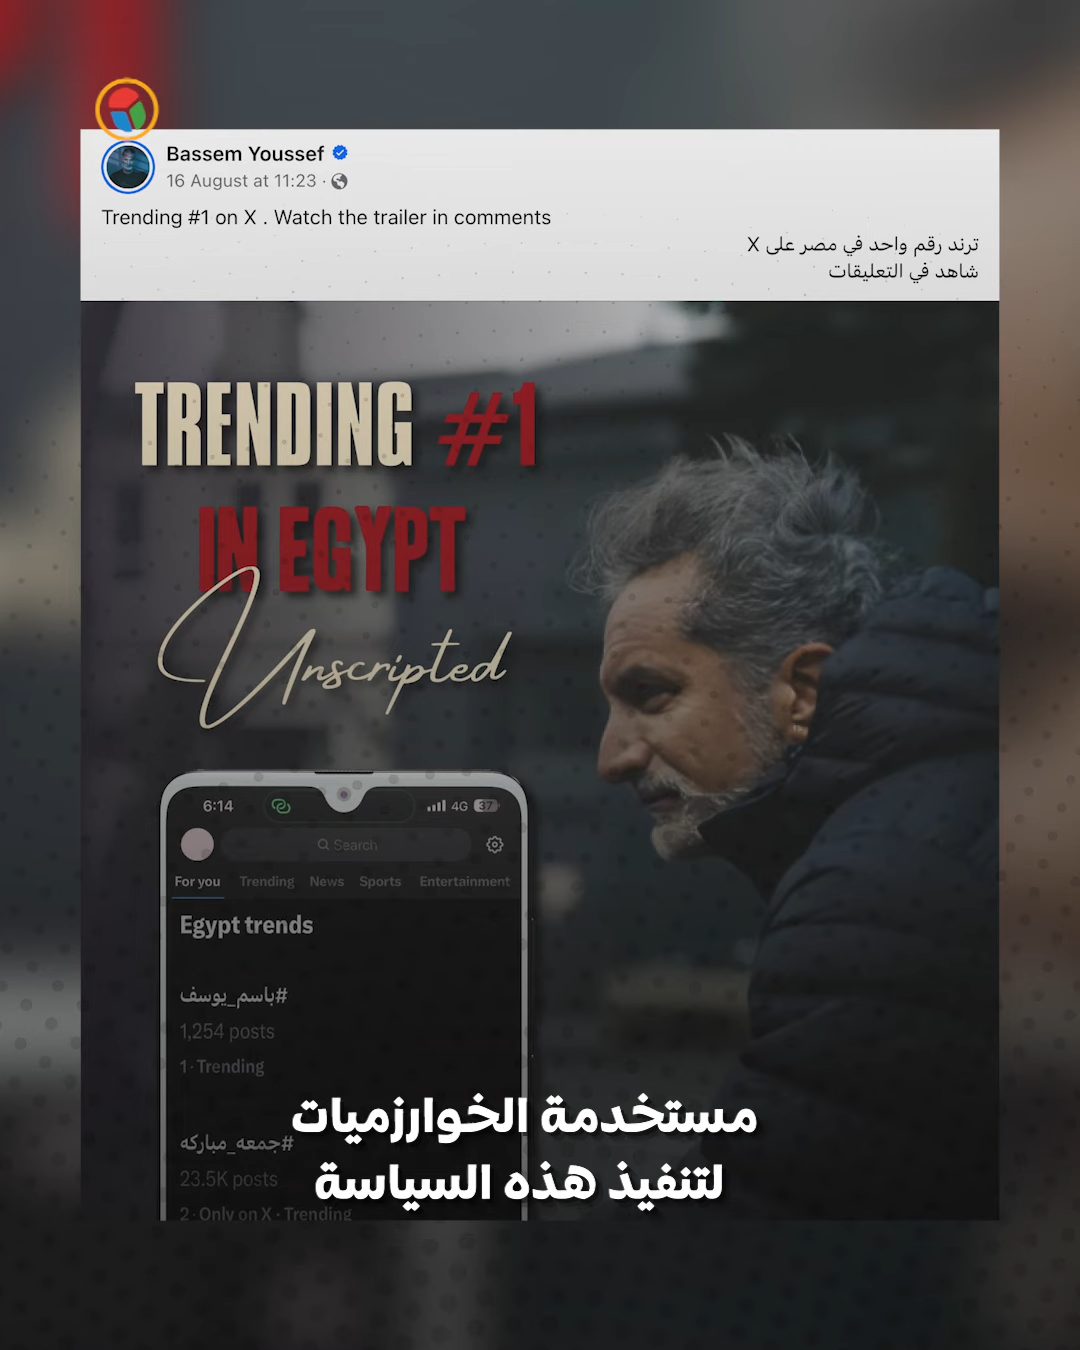 Bassem Youssef
16 August at 11:23 ·
Trending #1 on X . Watch the trailer in comments
ترند رقم واحد في مصر على X
شاهد في التعليقات
TRENDING #1
IN EGYPT
Unscripted
6:14 4G 37
Search
For you Trending News Sports Entertainment
Egypt trends
#باسم_يوسف
1,254 posts
1 · Trending
#جمعه_مباركه
23.5K posts
2 · Only on X · Trending
مستخدمة الخوارزميات
لتنفيذ هذه السياسة